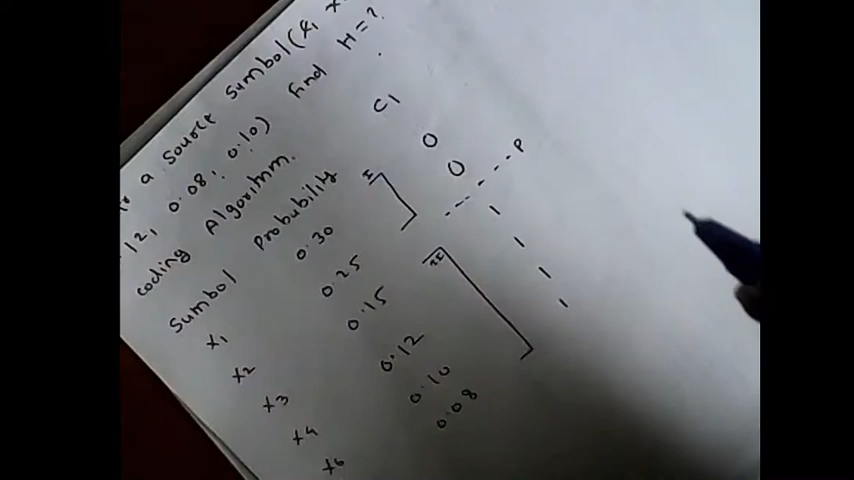 a Source Symbol (x1 x
12, 0.08, 0.10) find H=?
coding Algorithm.
Symbol Probability C1
x1 0.30 I 0
x2 0.25 0
P
x3 0.15 II 1
x4 0.12 1
0.10 1
x6 0.08 1